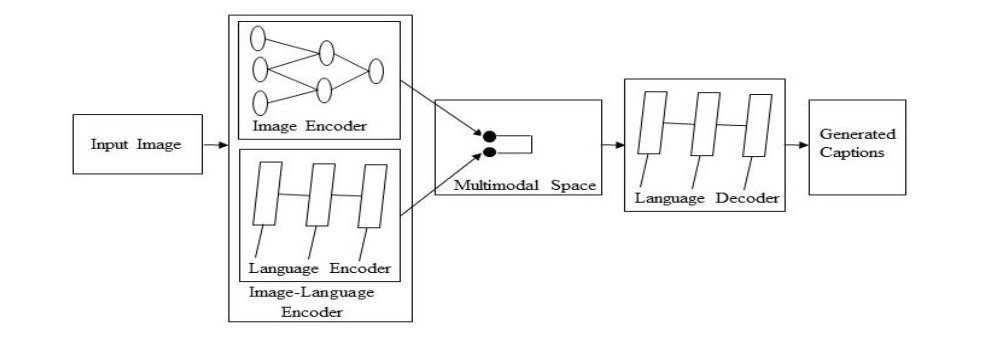 Input Image
Image Encoder
Language Encoder
Image-Language
Encoder
Multimodal Space
Language Decoder
Generated
Captions